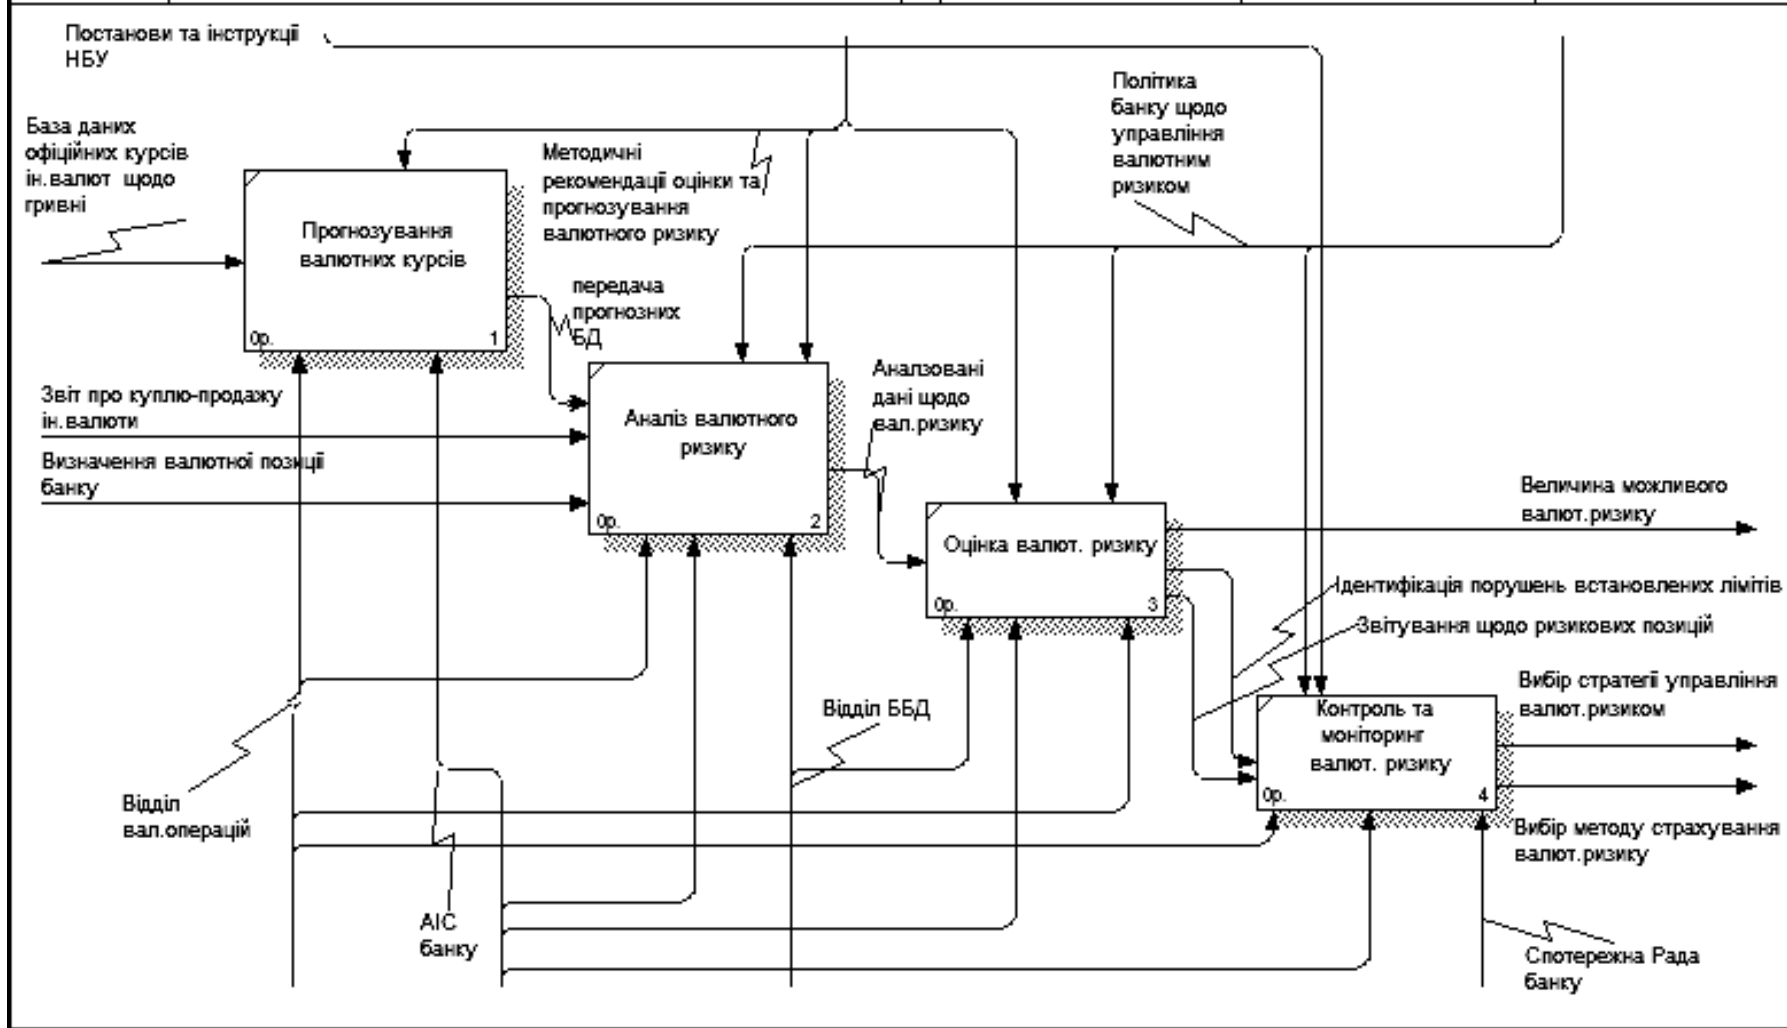 Постанови та інструкції
НБУ
База даних
офіційних курсів
ін.валют щодо
гривні
Політика
банку щодо
управління
валютним
ризиком
Методичні
рекомендації оцінки та
прогнозування
валютного ризику
Прогнозування
валютних курсів
0р.
1
передача
прогнозних
БД
Звіт про куплю-продажу
ін.валюти
Визначення валютної позиції
банку
Аналіз валютного
ризику
0р.
2
Аналзовані
дані щодо
вал.ризику
Оцінка валют. ризику
0р.
3
Величина можливого
валют.ризику
Ідентифікація порушень встановлених лімітів
Звітування щодо ризикових позицій
Вибір стратегії управління
валют.ризиком
Контроль та
моніторинг
валют. ризику
0р.
4
Вибір методу страхування
валют.ризику
Відділ ББД
Відділ
вал.операцій
АІС
банку
Спотережна Рада
банку